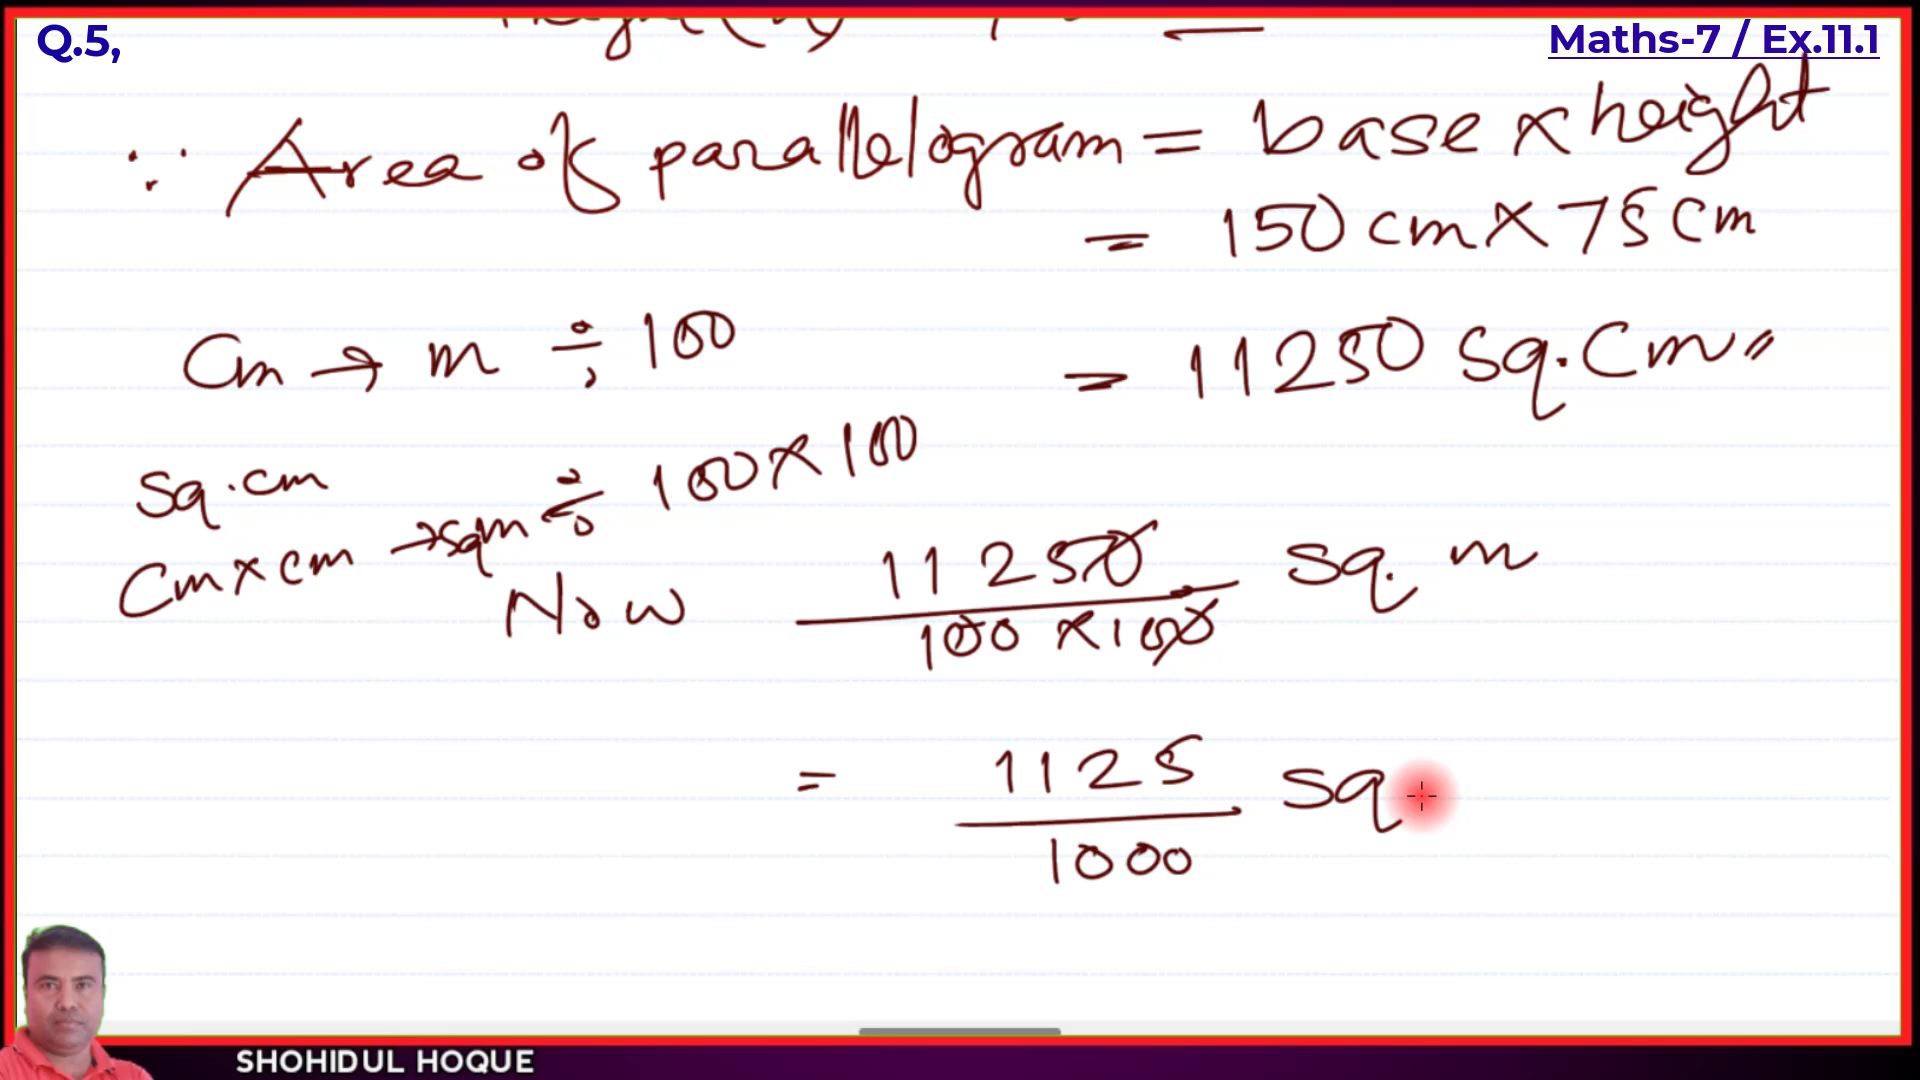 Q.5,
Maths-7 / Ex.11.1
∵ Area of parallelogram = base × height
= 150 cm × 75 cm
Cm → m ÷ 100
= 11250 Sq. Cm
Sq. cm
Cm × cm → sq m ÷ 100 × 100
Now 11250 / 100 × 100 Sq. m
= 1125 / 1000 Sq
SHOHIDUL HOQUE